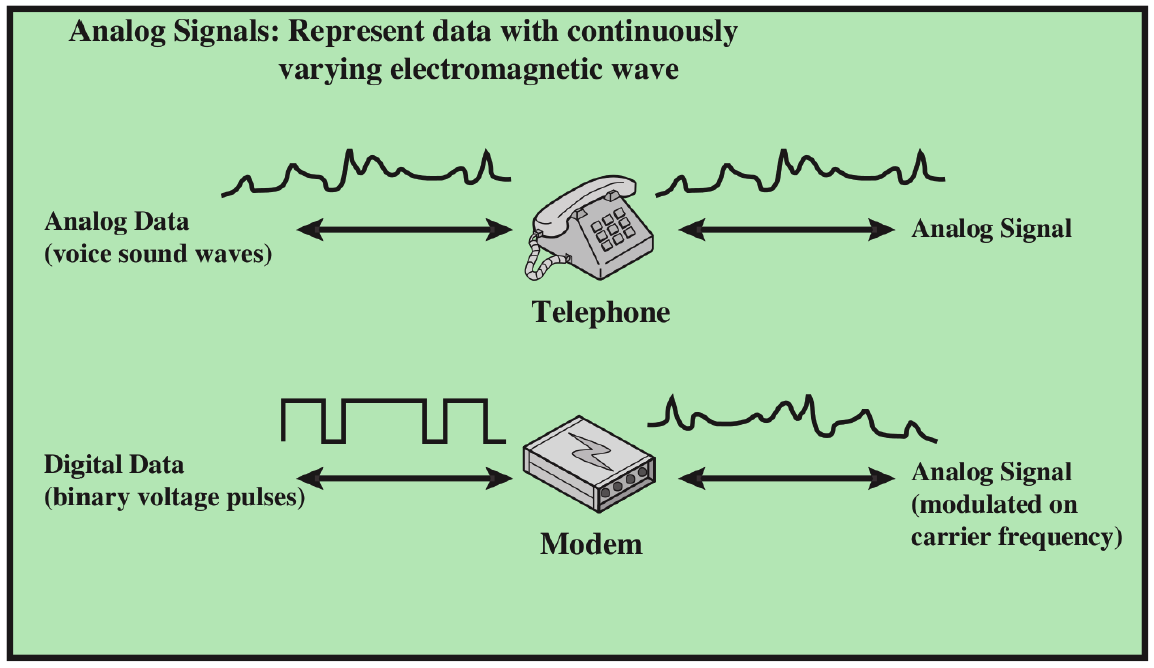 Analog Signals: Represent data with continuously
varying electromagnetic wave
Analog Data
(voice sound waves)
Analog Signal
Telephone
Digital Data
(binary voltage pulses)
Analog Signal
(modulated on
carrier frequency)
Modem